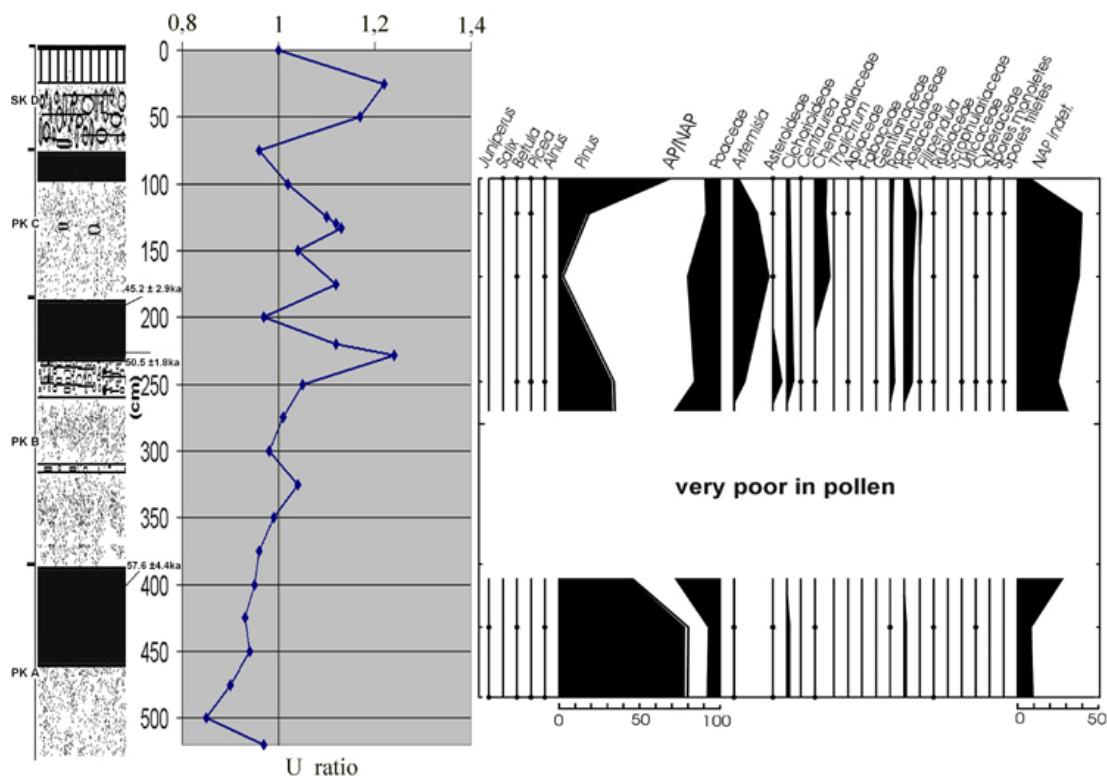 0,8 1 1,2 1,4
0
50
100
150
200
250
300
350
400
450
500
(cm)
U ratio
SK D
PK C
PK B
PK A
45.2 ± 2.9ka
50.5 ±1.8ka
57.6 ±4.4ka
Juniperus
Salix
Betula
Picea
Alnus
Pinus
AP/NAP
Poaceae
Artemisia
Asteroideae
Cichorioideae
Centaurea
Chenopodiaceae
Thalictrum
Apiaceae
Fabaceae
Gentianaceae
Ranunculaceae
Rosaceae
Filipendula
Rubiaceae
Scrophulariaceae
Urticaceae
Cyperaceae
Spores monoletes
Spores trilletes
NAP indet.
very poor in pollen
0 50 100
0 50